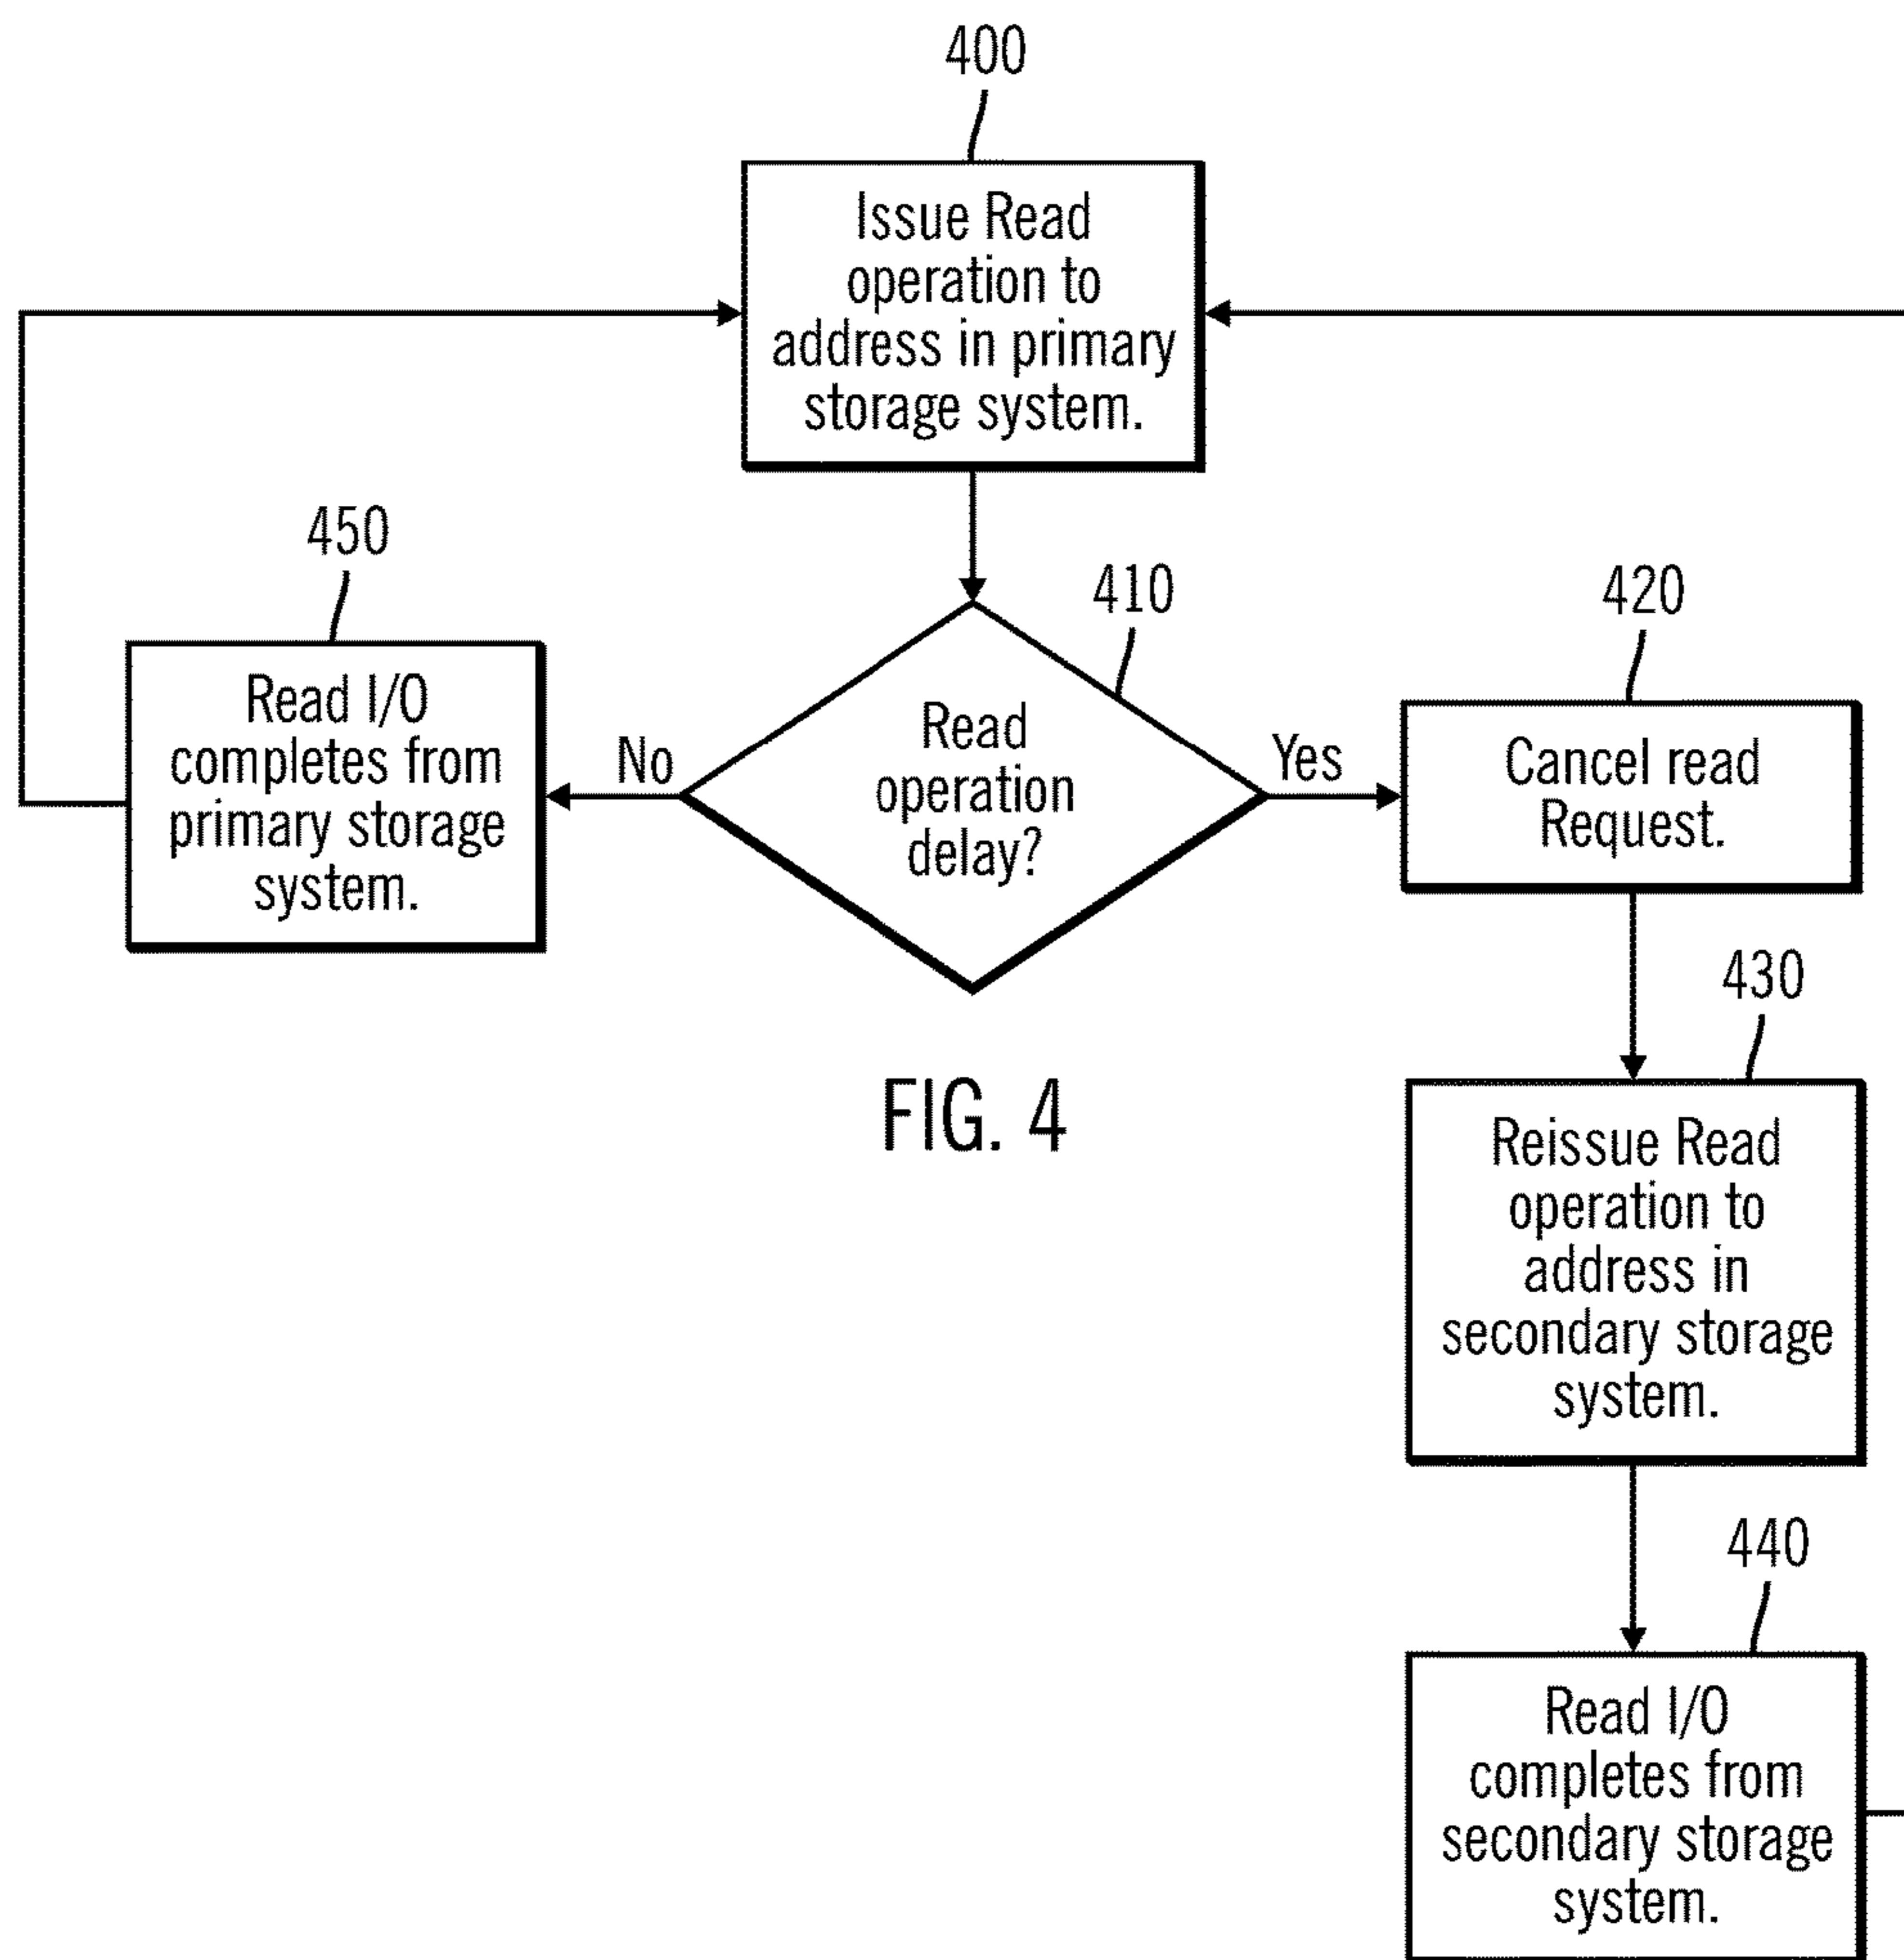 400
Issue Read
operation to
address in primary
storage system.
450
410
420
Read I/O
completes from
primary storage
system.
No
Read
operation
delay?
Yes
Cancel read
Request.
430
FIG. 4
Reissue Read
operation to
address in
secondary storage
system.
440
Read I/O
completes from
secondary storage
system.